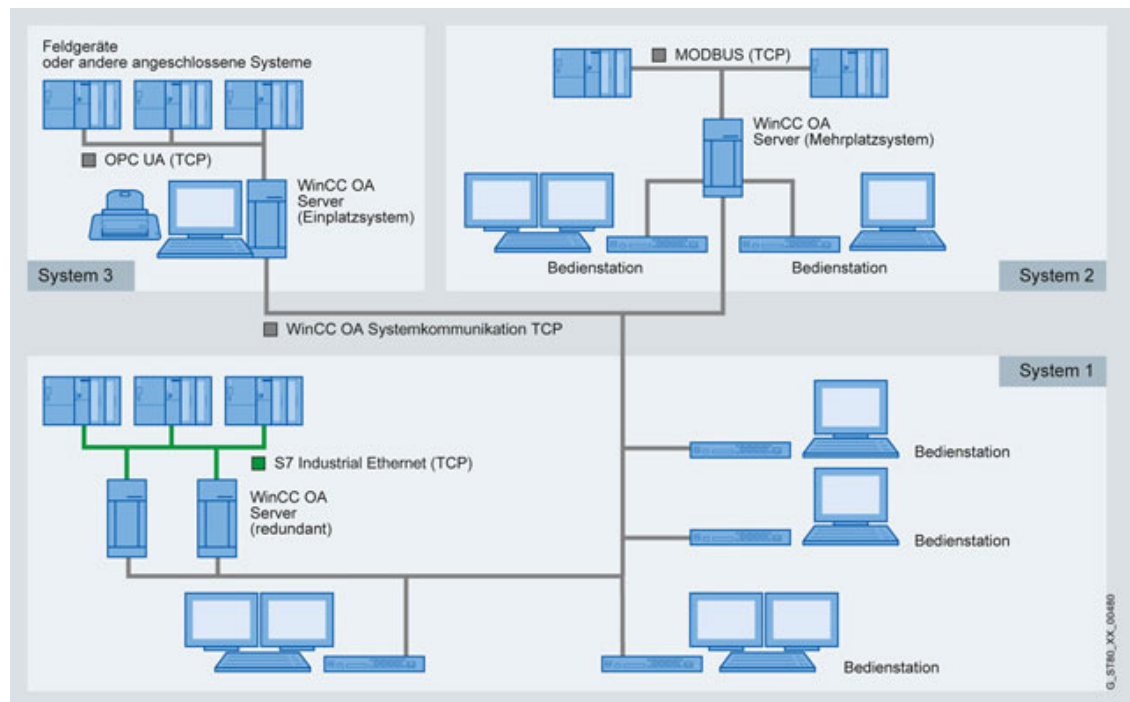 Feldgeräte
oder andere angeschlossene Systeme
OPC UA (TCP)
WinCC OA
Server
(Einplatzsystem)
System 3
MODBUS (TCP)
WinCC OA
Server (Mehrplatzsystem)
Bedienstation
Bedienstation
System 2
WinCC OA Systemkommunikation TCP
System 1
S7 Industrial Ethernet (TCP)
WinCC OA
Server
(redundant)
Bedienstation
Bedienstation
Bedienstation
G_ST80_XX_00480